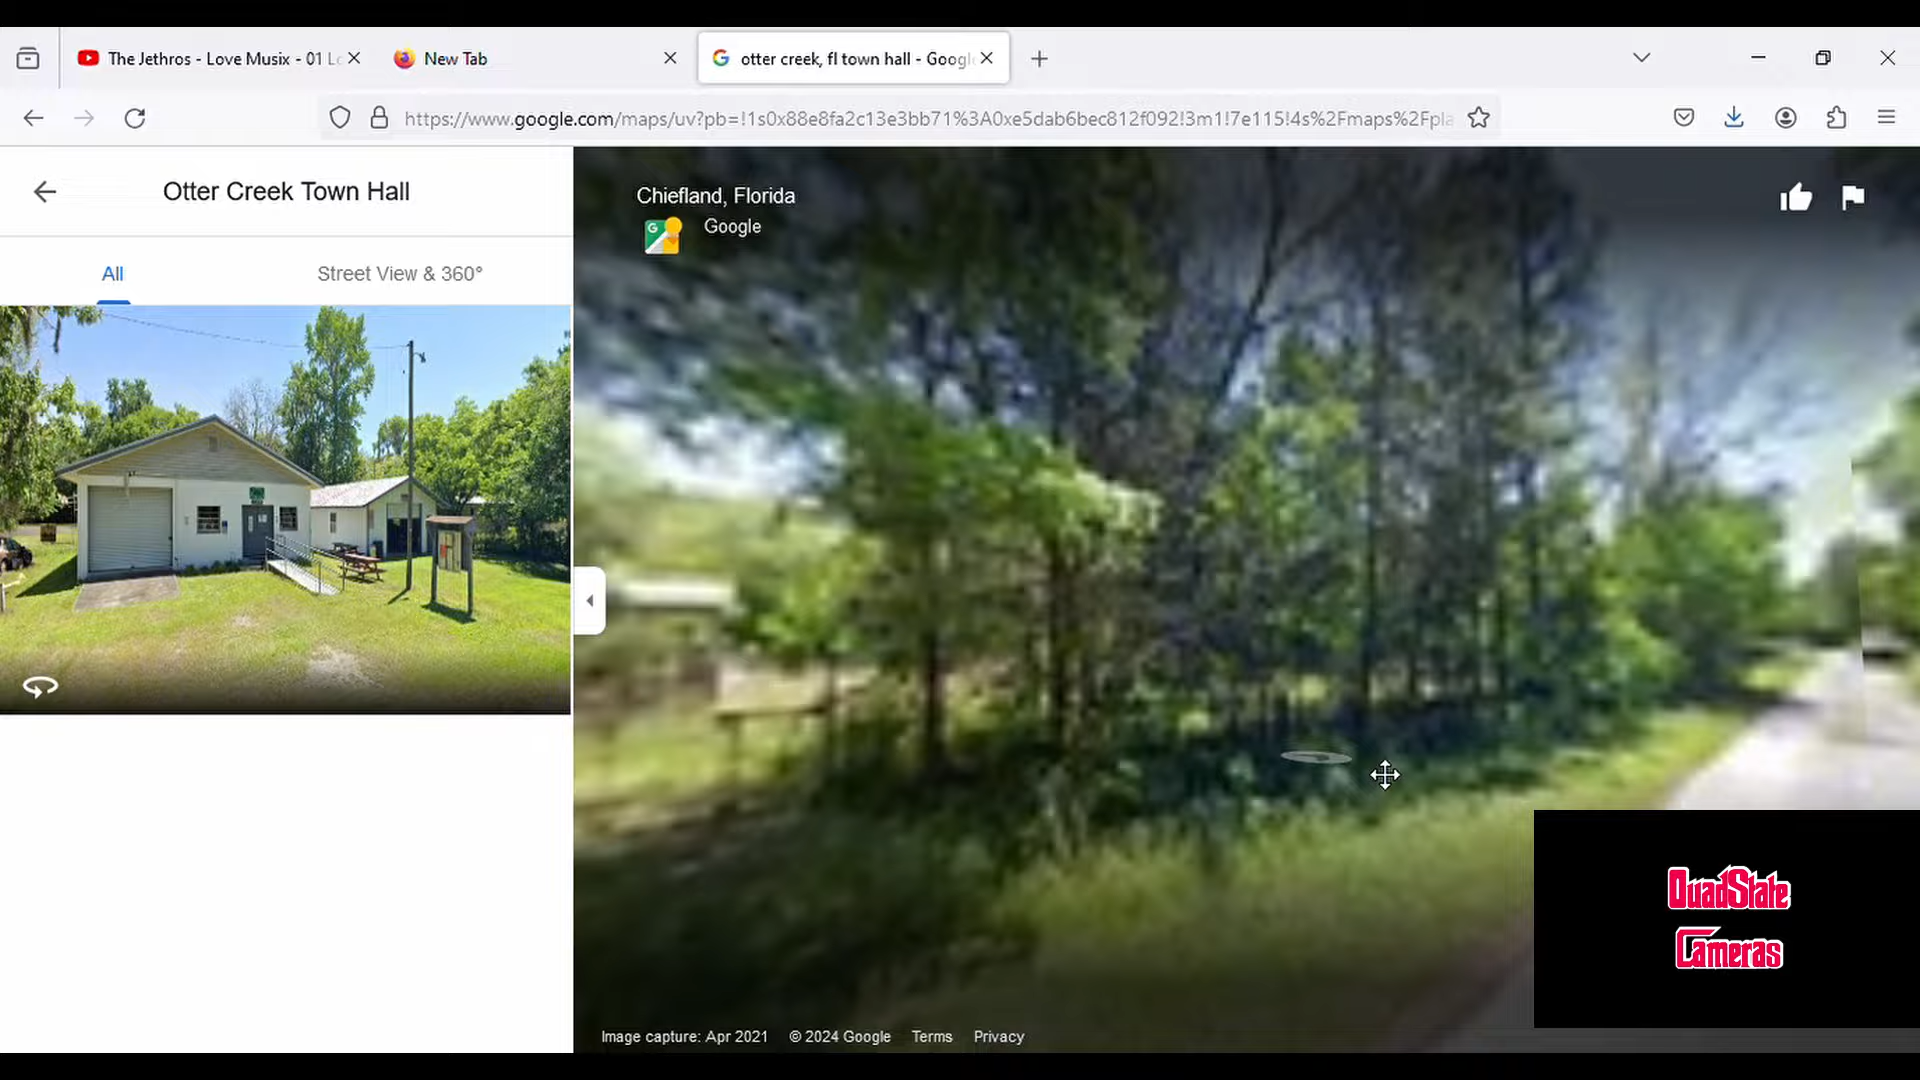 The Jethros - Love Musix - 01 Lo
New Tab
otter creek, fl town hall - Google
https://www.google.com/maps/uv?pb=!1s0x88e8fa2c13e3bb71%3A0xe5dab6bec812f092!3m1!7e115!4s%2Fmaps%2Fpla
Otter Creek Town Hall
All
Street View & 360°
Chiefland, Florida
G
Google
QuadState
Cameras
Image capture: Apr 2021 © 2024 Google Terms Privacy